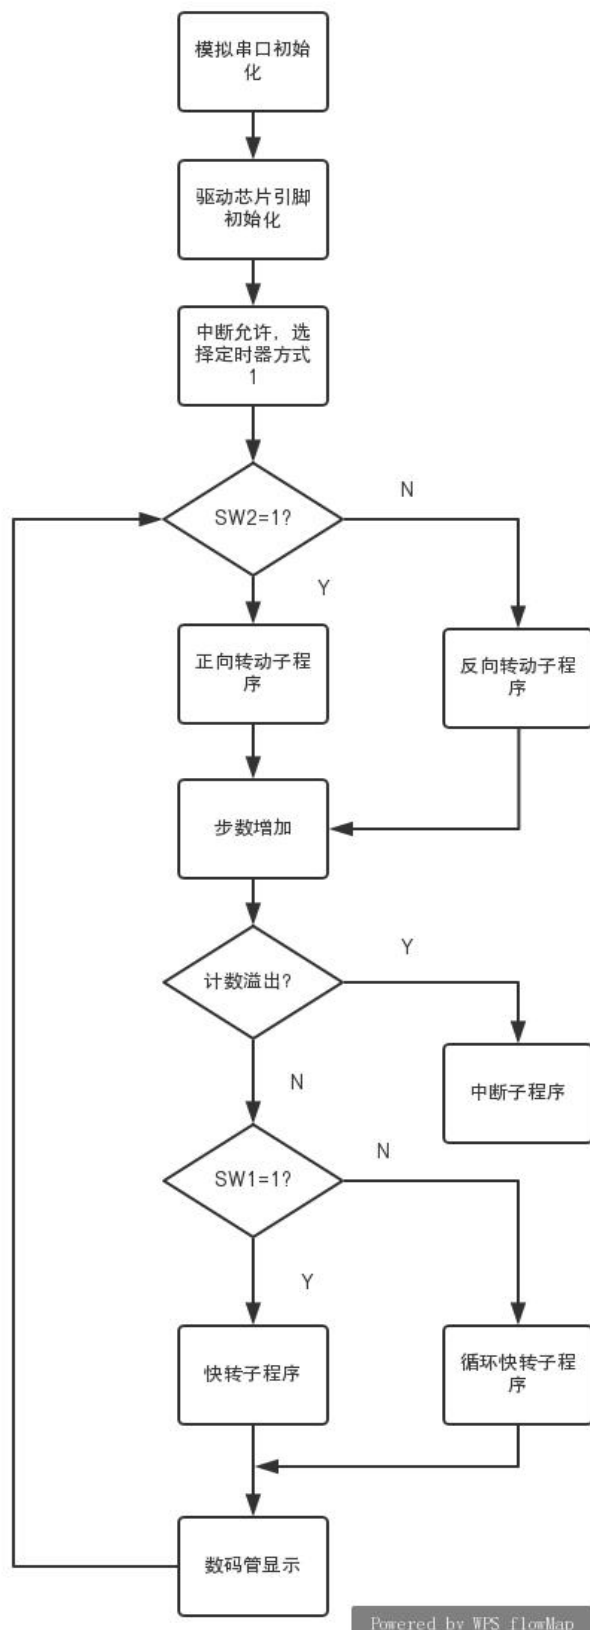 模拟串口初始
化
驱动芯片引脚
初始化
中断允许，选
择定时器方式
1
SW2=1?
N
Y
正向转动子程
序
反向转动子程
序
步数增加
计数溢出?
Y
N
中断子程序
SW1=1?
N
Y
快转子程序
循环快转子程
序
数码管显示
Powered by WPS flowMap